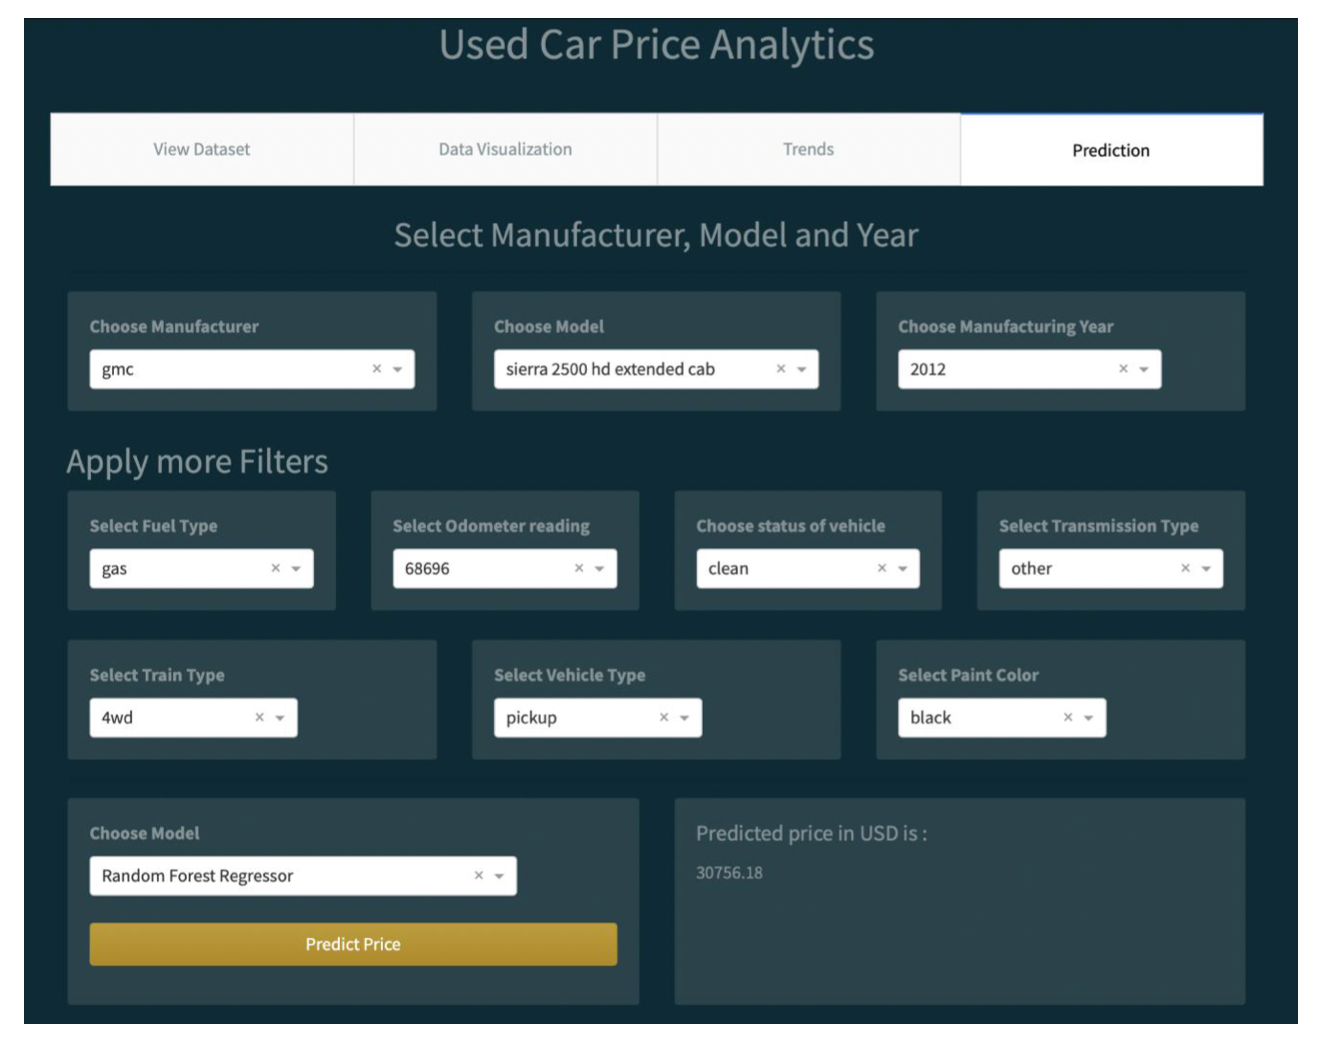 Used Car Price Analytics
View Dataset
Data Visualization
Trends
Prediction
Select Manufacturer, Model and Year
Choose Manufacturer
Choose Model
Choose Manufacturing Year
gmc
sierra 2500 hd extended cab
2012
Apply more Filters
Select Fuel Type
Select Odometer reading
Choose status of vehicle
Select Transmission Type
gas
68696
clean
other
Select Train Type
Select Vehicle Type
Select Paint Color
4wd
pickup
black
Choose Model
Random Forest Regressor
Predict Price
Predicted price in USD is :
30756.18